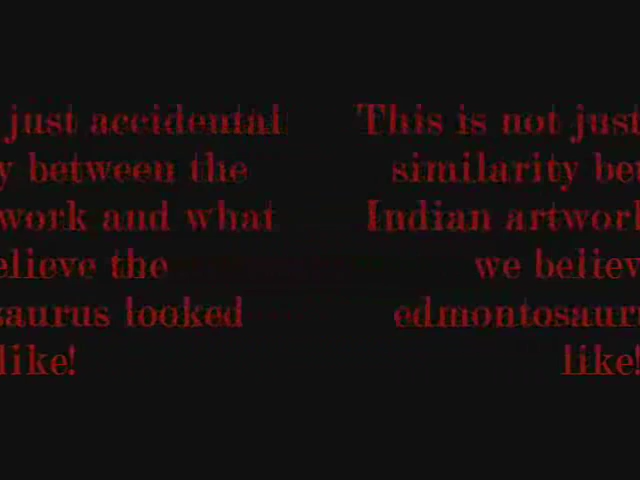 just accidental
y between the
work and what
elieve the
saurus looked
like!
This is not just
similarity be
Indian artwor
we believ
edmontosaur
like!